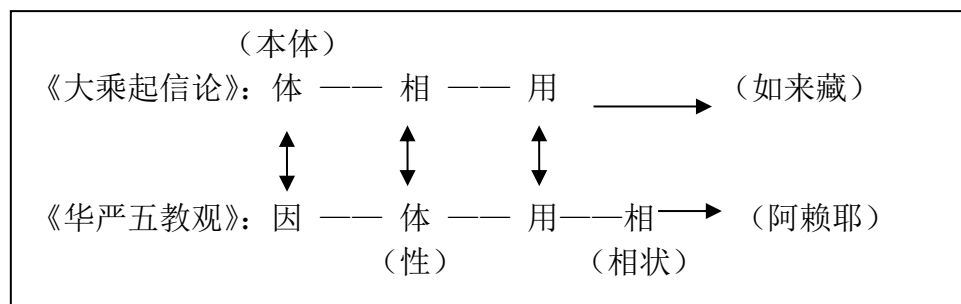 （本体）
《大乘起信论》：体 —— 相 —— 用 （如来藏）
《华严五教观》：因 —— 体 —— 用——相 （阿赖耶）
（性） （相状）